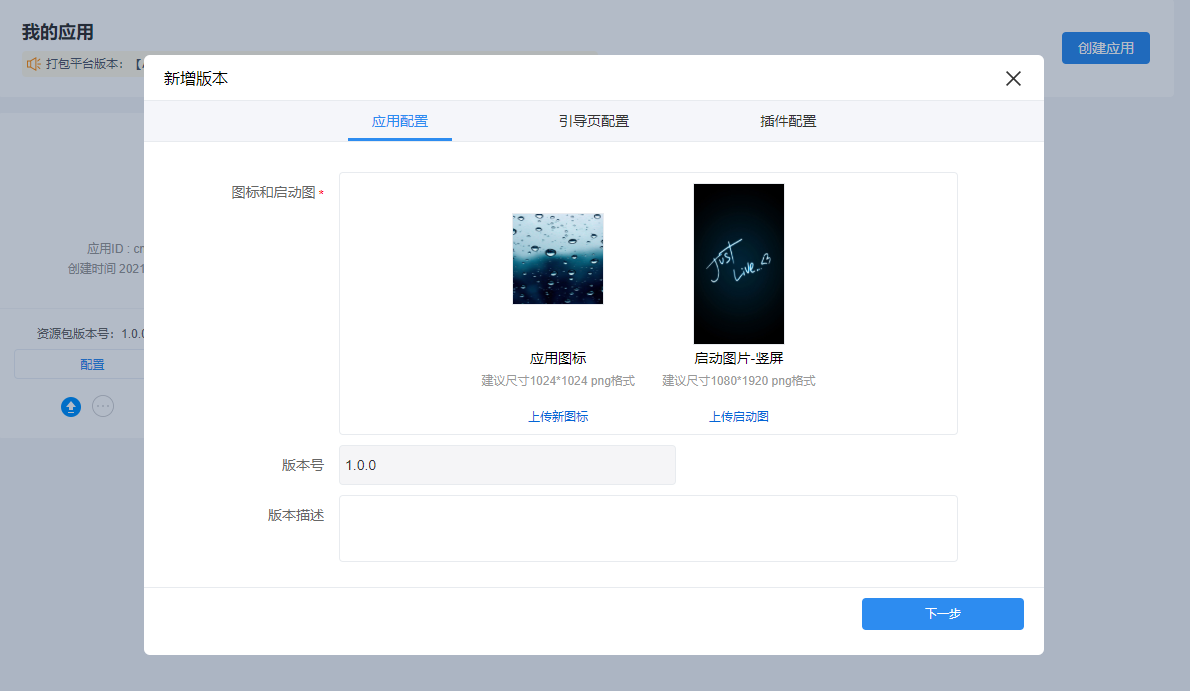 我的应用
打包平台版本：【
创建应用
新增版本
应用配置 引导页配置 插件配置
图标和启动图 *
Just
Live_<3
应用图标 启动图片-竖屏
建议尺寸1024*1024 png格式 建议尺寸1080*1920 png格式
上传新图标 上传启动图
应用ID :
创建时间 2021
资源包版本号：1.0.
配置
版本号 1.0.0
版本描述
下一步